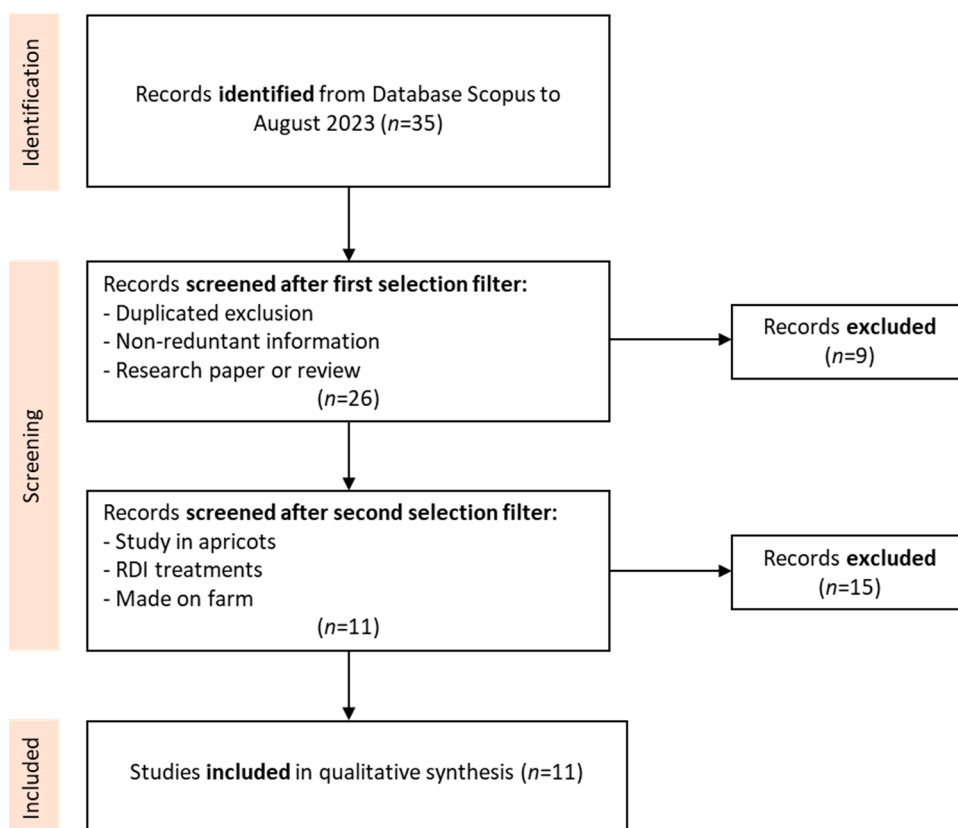 Identification
Records identified from Database Scopus to
August 2023 (n=35)
Screening
Records screened after first selection filter:
- Duplicated exclusion
- Non-reduntant information
- Research paper or review
(n=26)
Records excluded
(n=9)
Records screened after second selection filter:
- Study in apricots
- RDI treatments
- Made on farm
(n=11)
Records excluded
(n=15)
Included
Studies included in qualitative synthesis (n=11)